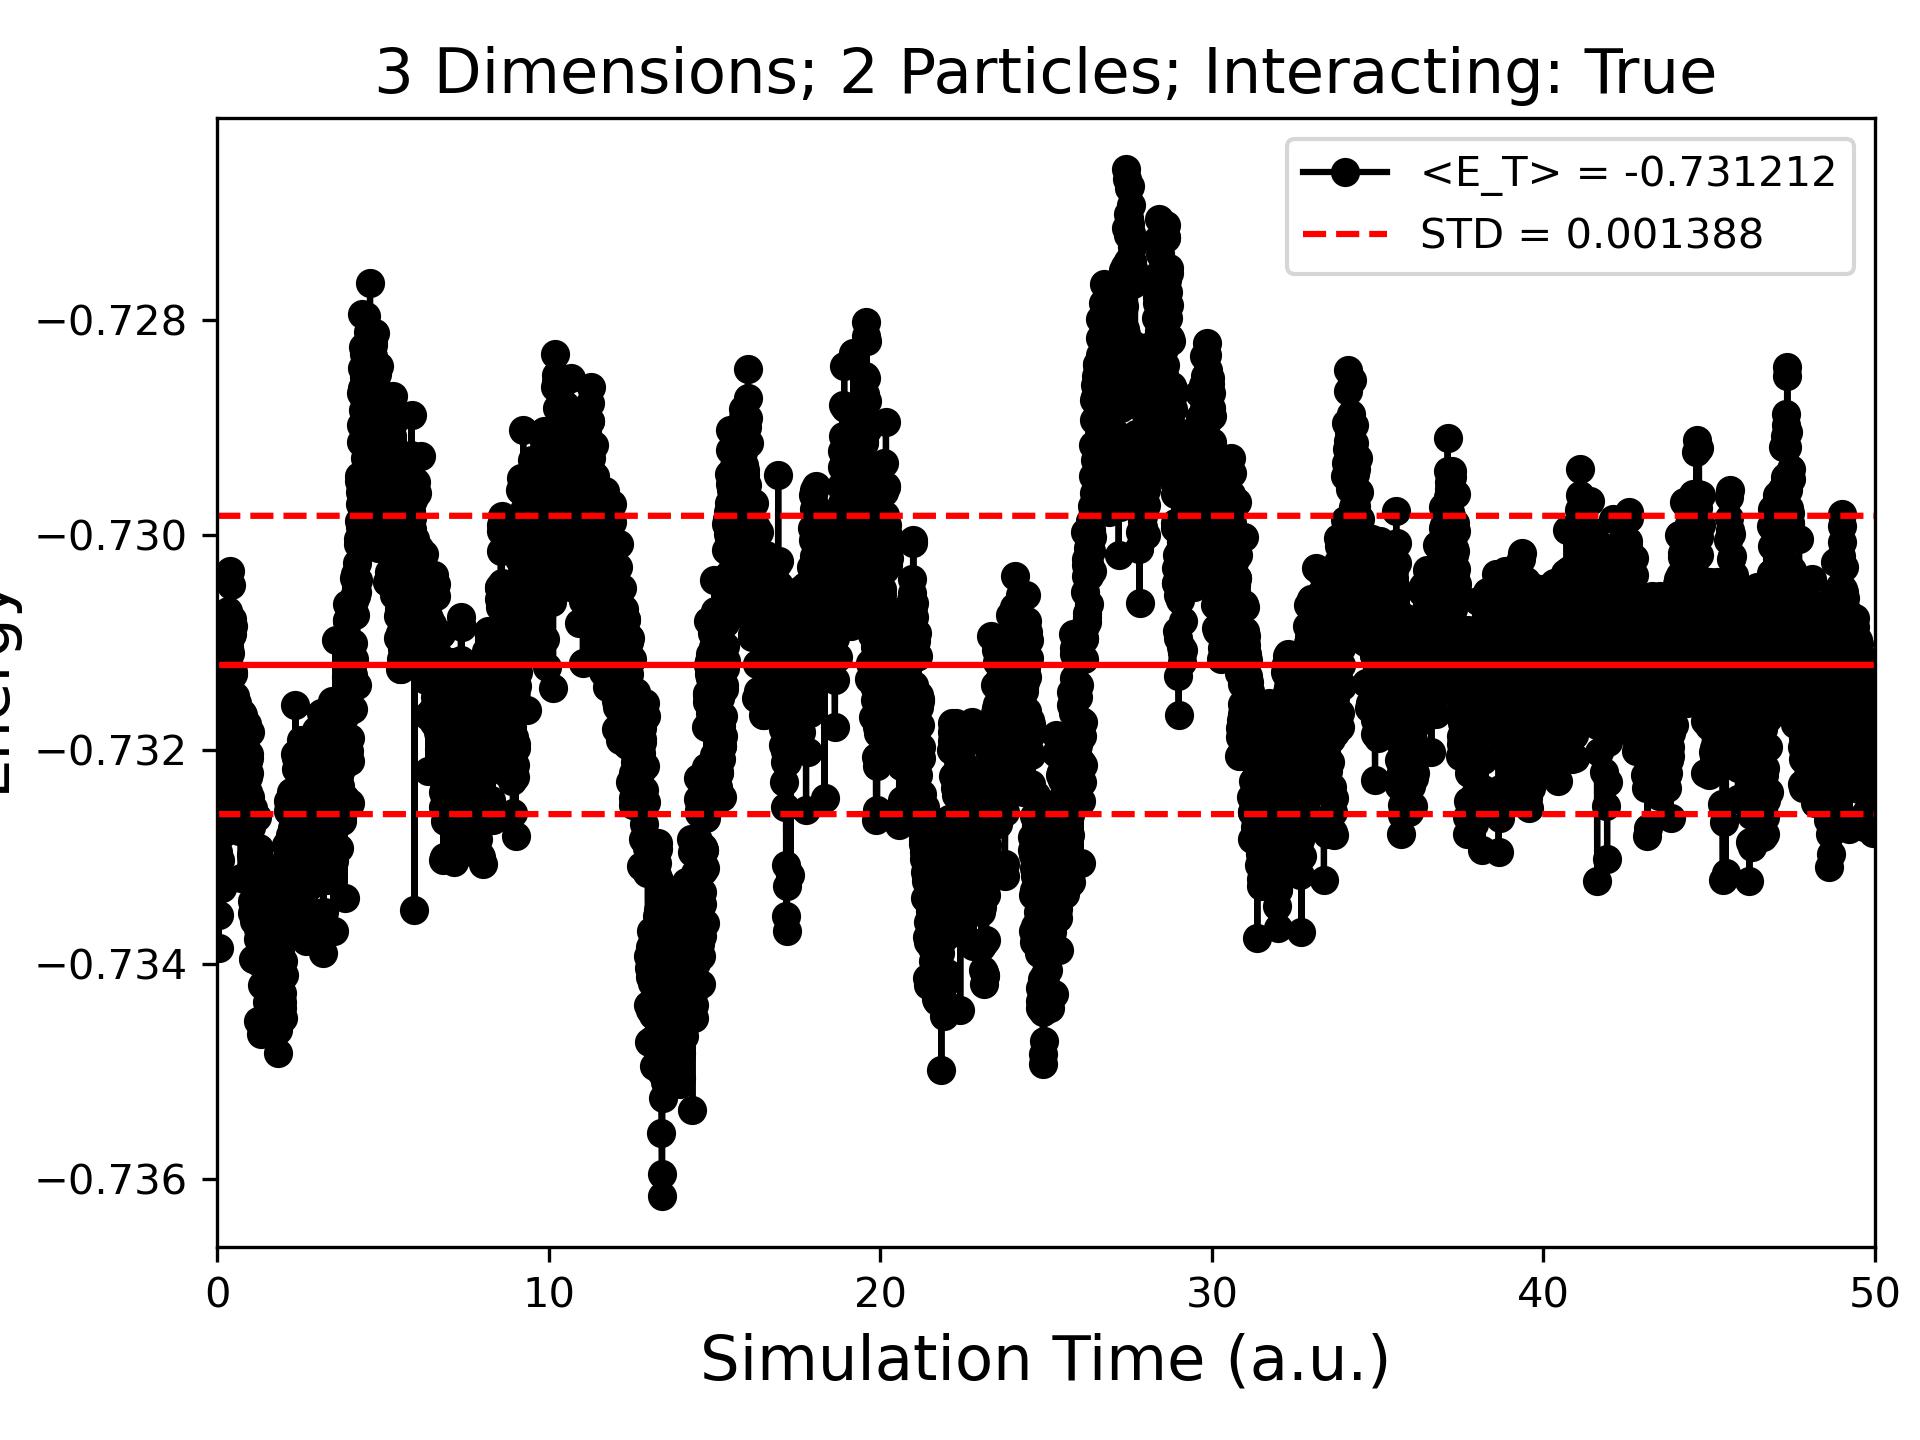 3 Dimensions; 2 Particles; Interacting: True
<E_T> = -0.731212
STD = 0.001388
−0.728
−0.730
−0.732
−0.734
−0.736
Energy
0 10 20 30 40 50
Simulation Time (a.u.)